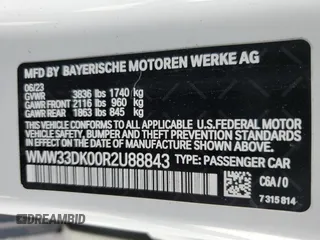 MFD BY BAYERISCHE MOTOREN WERKE AG
06/23
GVWR 3836 lbs 1740 kg
GAWR FRONT 2116 lbs 960 kg
GAWR REAR 1863 lbs 845 kg
THIS VEHICLE CONFORMS TO ALL APPLICABLE U.S. FEDERAL
MOTOR VEHICLE SAFETY, BUMPER, AND THEFT PREVENTION
STANDARDS IN EFFECT ON THE DATE OF MANUFACTURE
SHOWN ABOVE.
WMW33DK00R2U88843 TYPE: PASSENGER CAR
C6A/0
7 315 814
© AMERIBID